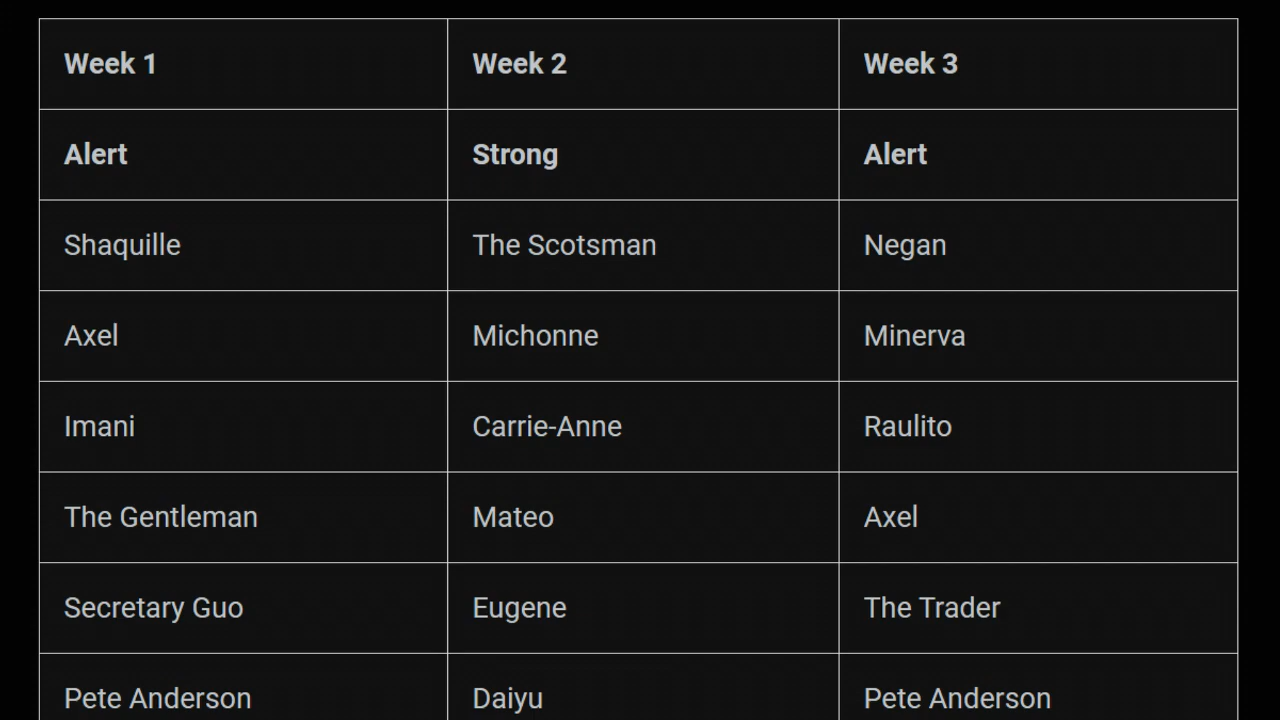 Week 1 Week 2 Week 3
Alert Strong Alert
Shaquille The Scotsman Negan
Axel Michonne Minerva
Imani Carrie-Anne Raulito
The Gentleman Mateo Axel
Secretary Guo Eugene The Trader
Pete Anderson Daiyu Pete Anderson